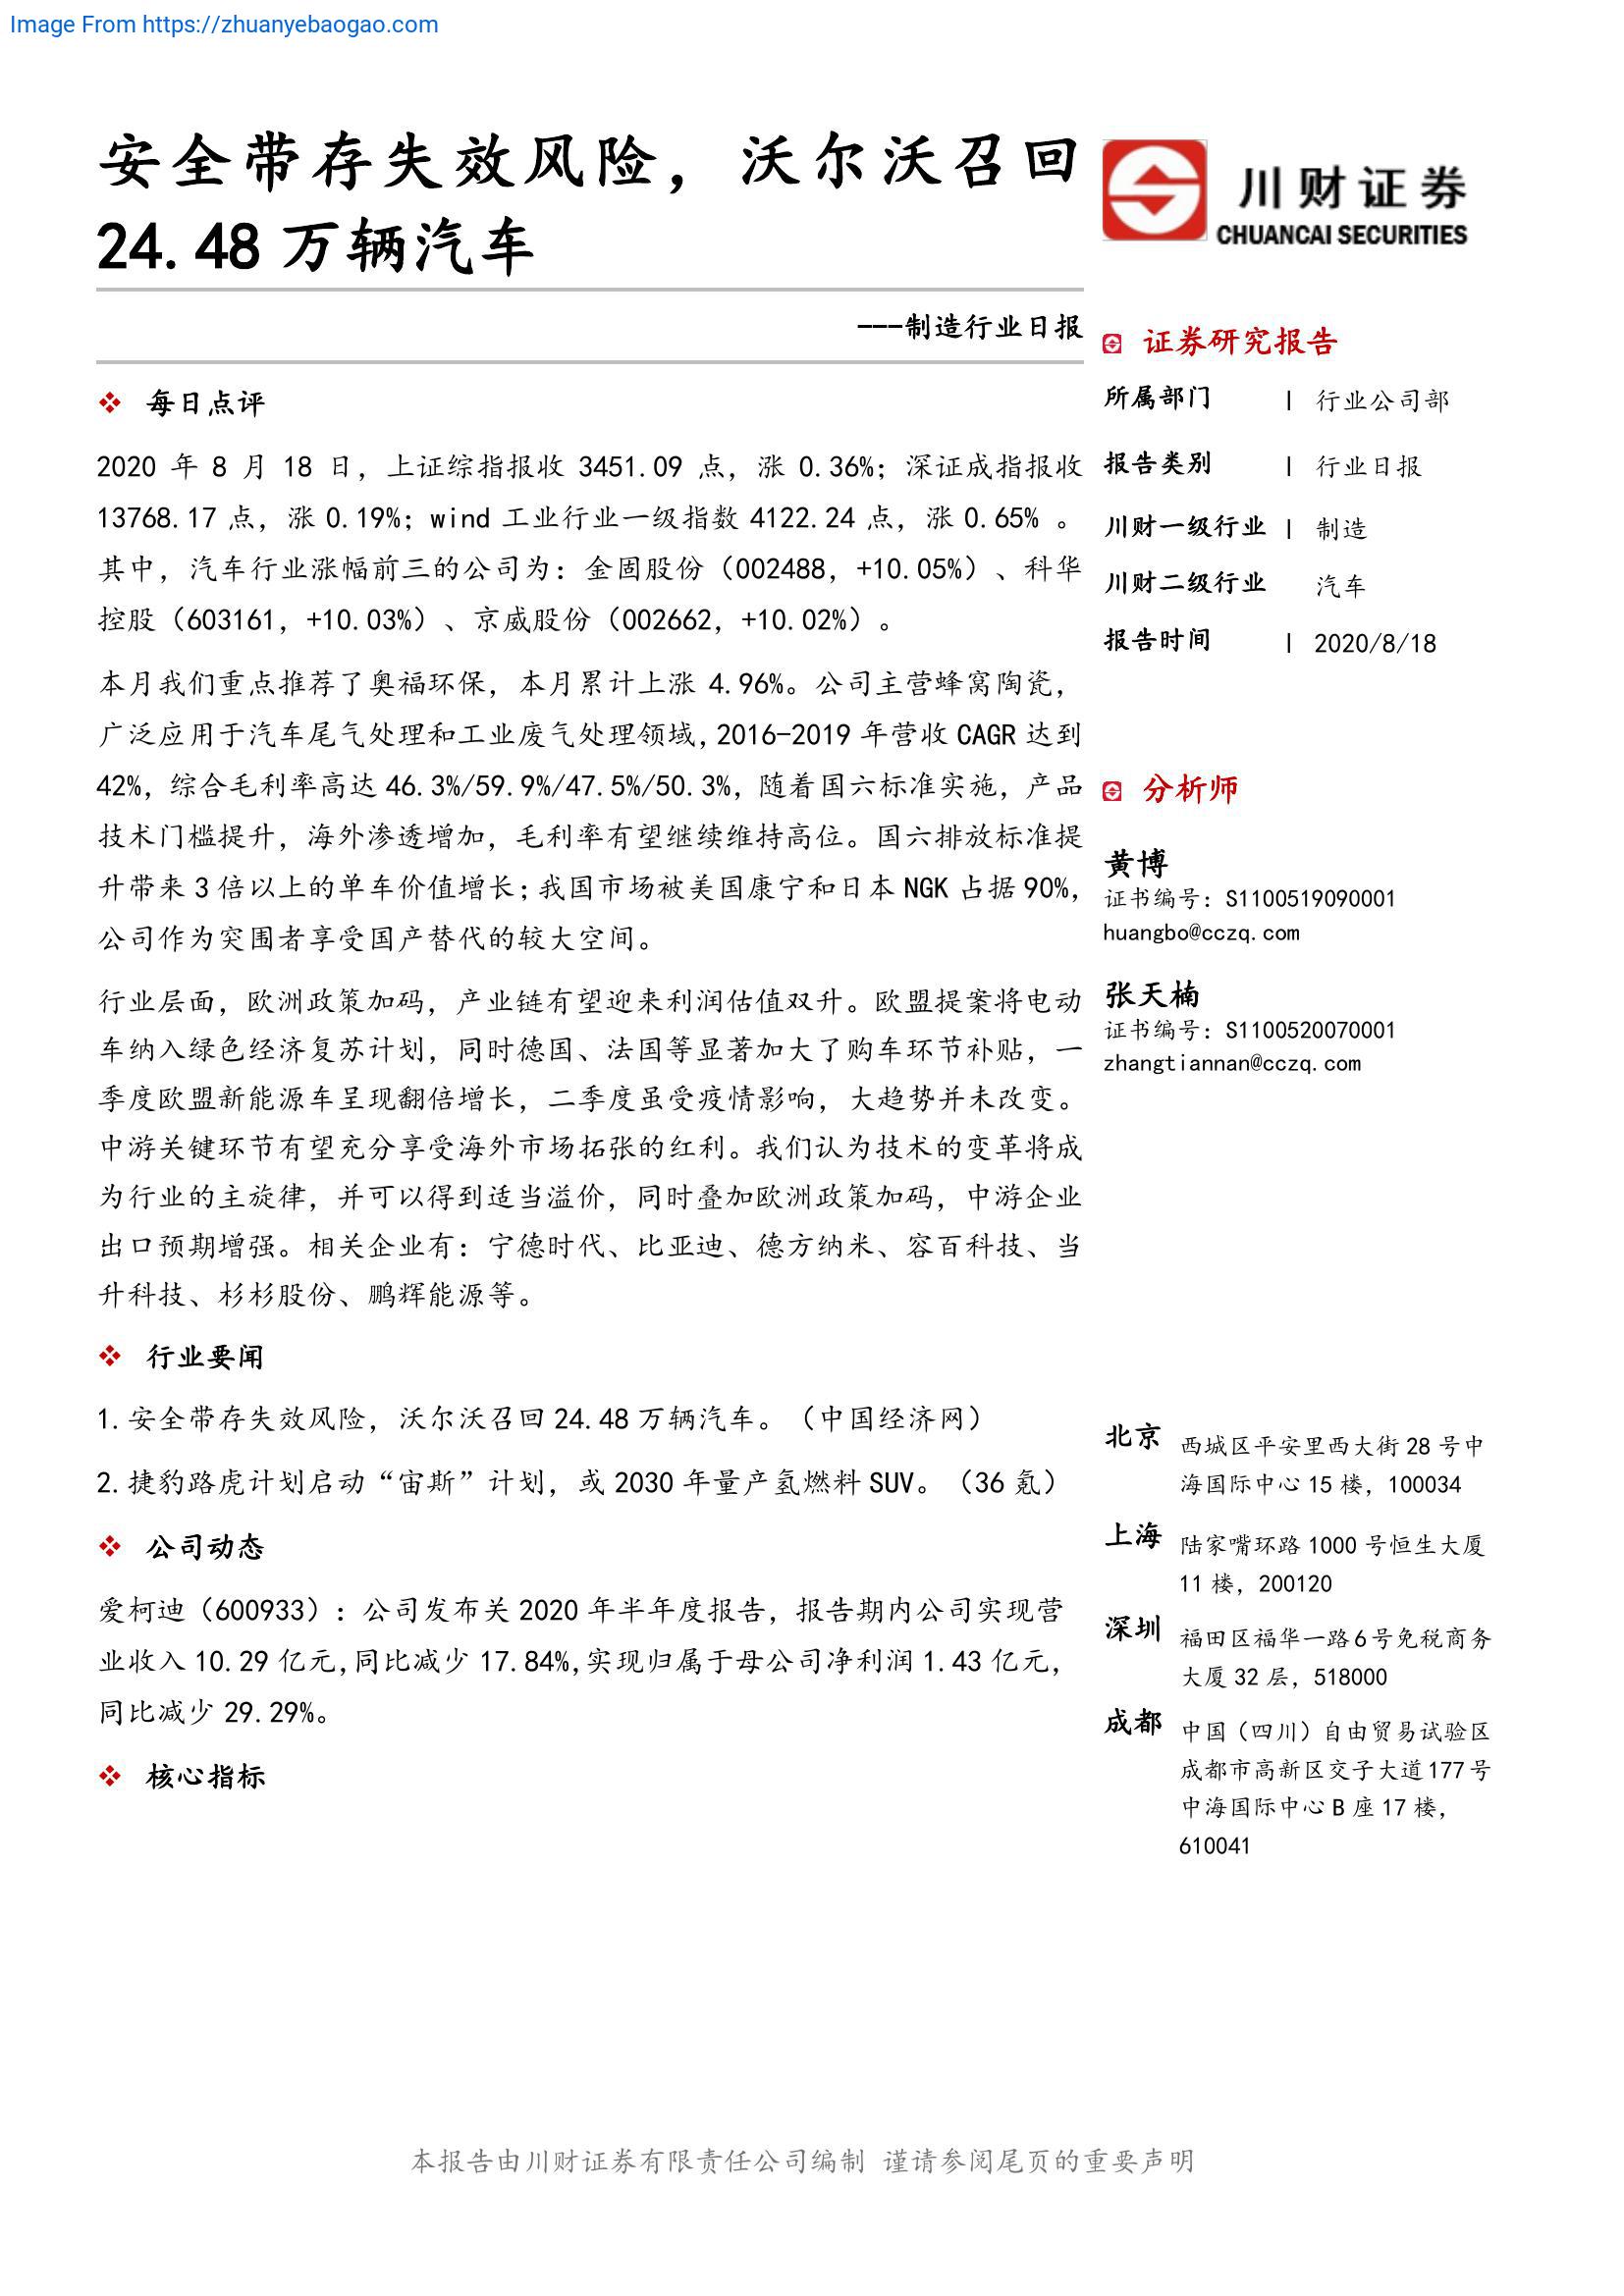 Image From https://zhuanyebaogao.com
安全带存失效风险，沃尔沃召回
24.48 万辆汽车
---制造行业日报
❖ 每日点评
2020 年 8 月 18 日，上证综指报收 3451.09 点，涨 0.36%；深证成指报收
13768.17 点，涨 0.19%；wind 工业行业一级指数 4122.24 点，涨 0.65% 。
其中，汽车行业涨幅前三的公司为：金固股份（002488，+10.05%）、科华
控股（603161，+10.03%）、京威股份（002662，+10.02%）。
本月我们重点推荐了奥福环保，本月累计上涨 4.96%。公司主营蜂窝陶瓷，
广泛应用于汽车尾气处理和工业废气处理领域，2016-2019 年营收 CAGR 达到
42%，综合毛利率高达 46.3%/59.9%/47.5%/50.3%，随着国六标准实施，产品
技术门槛提升，海外渗透增加，毛利率有望继续维持高位。国六排放标准提
升带来 3 倍以上的单车价值增长；我国市场被美国康宁和日本 NGK 占据 90%，
公司作为突围者享受国产替代的较大空间。
行业层面，欧洲政策加码，产业链有望迎来利润估值双升。欧盟提案将电动
车纳入绿色经济复苏计划，同时德国、法国等显著加大了购车环节补贴，一
季度欧盟新能源车呈现翻倍增长，二季度虽受疫情影响，大趋势并未改变。
中游关键环节有望充分享受海外市场拓张的红利。我们认为技术的变革将成
为行业的主旋律，并可以得到适当溢价，同时叠加欧洲政策加码，中游企业
出口预期增强。相关企业有：宁德时代、比亚迪、德方纳米、容百科技、当
升科技、杉杉股份、鹏辉能源等。
❖ 行业要闻
1.安全带存失效风险，沃尔沃召回 24.48 万辆汽车。（中国经济网）
2.捷豹路虎计划启动“宙斯”计划，或 2030 年量产氢燃料 SUV。（36 氪）
❖ 公司动态
爱柯迪（600933）：公司发布关 2020 年半年度报告，报告期内公司实现营
业收入 10.29 亿元,同比减少 17.84%,实现归属于母公司净利润 1.43 亿元，
同比减少 29.29%。
❖ 核心指标
川财证券
CHUANCAI SECURITIES
证券研究报告
所属部门 | 行业公司部
报告类别 | 行业日报
川财一级行业 | 制造
川财二级行业 汽车
报告时间 | 2020/8/18
分析师
黄博
证书编号：S1100519090001
huangbo@cczq.com
张天楠
证书编号：S1100520070001
zhangtiannan@cczq.com
北京 西城区平安里西大街 28 号中
海国际中心 15 楼，100034
上海 陆家嘴环路 1000 号恒生大厦
11 楼，200120
深圳 福田区福华一路 6 号免税商务
大厦 32 层，518000
成都 中国（四川）自由贸易试验区
成都市高新区交子大道 177 号
中海国际中心 B 座 17 楼，
610041
本报告由川财证券有限责任公司编制 谨请参阅尾页的重要声明